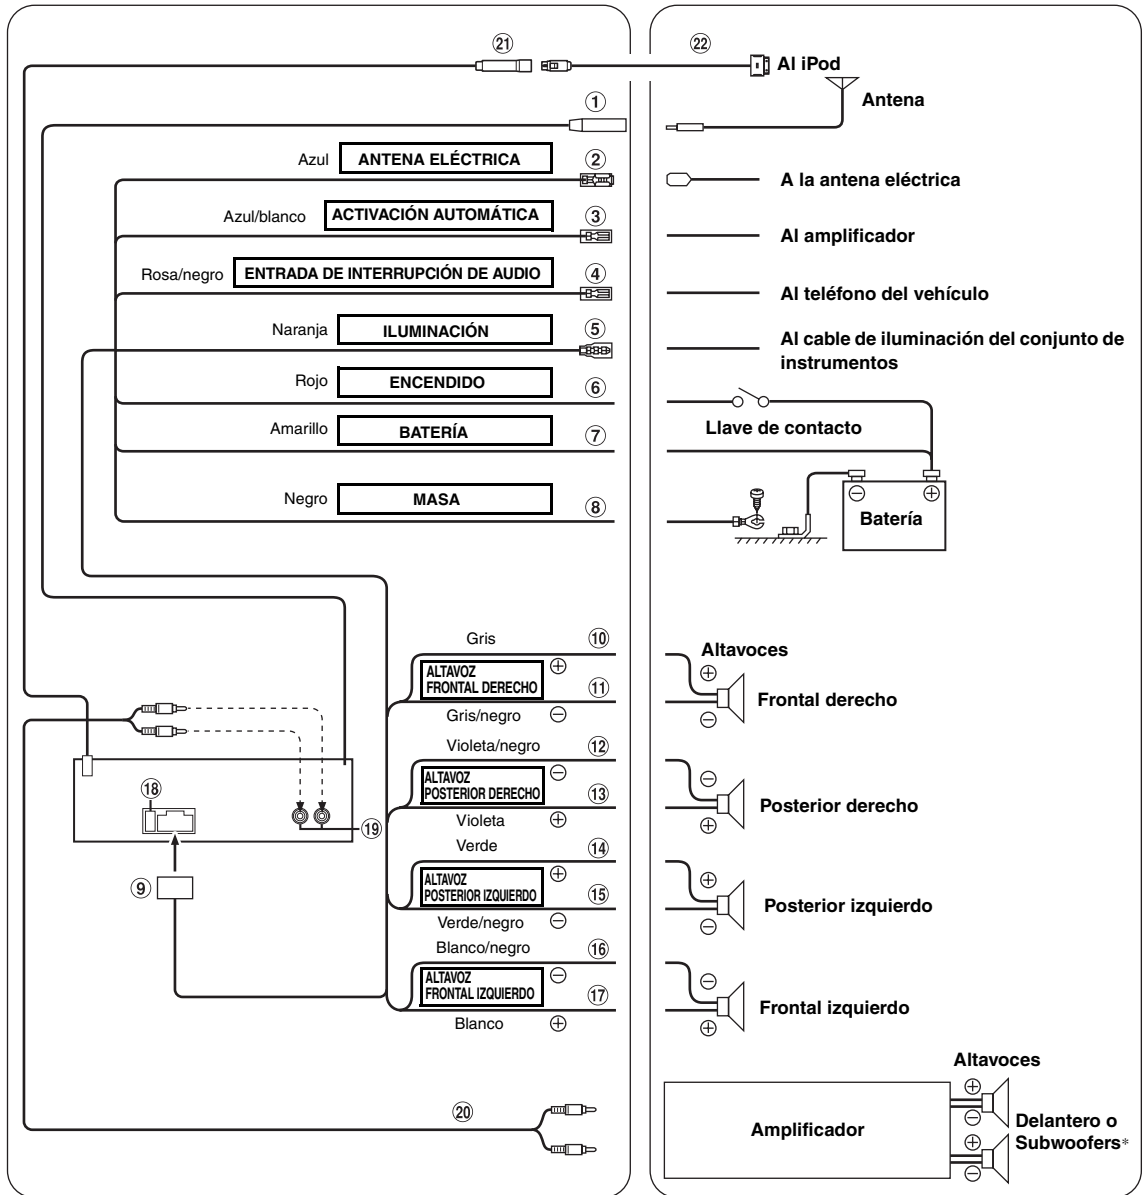 21
22
Al iPod
Antena
1
Azul ANTENA ELÉCTRICA 2
A la antena eléctrica
Azul/blanco ACTIVACIÓN AUTOMÁTICA 3
Al amplificador
Rosa/negro ENTRADA DE INTERRUPCIÓN DE AUDIO 4
Al teléfono del vehículo
Naranja ILUMINACIÓN 5
Al cable de iluminación del conjunto de
instrumentos
Rojo ENCENDIDO 6
Llave de contacto
Amarillo BATERÍA 7
Negro MASA 8
⊖ ⊕
Batería
Gris 10
ALTAVOZ
FRONTAL DERECHO
⊕
11
Gris/negro ⊖
Altavoces
⊕
Frontal derecho
⊖
Violeta/negro 12
ALTAVOZ
POSTERIOR DERECHO
⊖
13
Violeta ⊕
⊖
Posterior derecho
⊕
18
19
9
Verde 14
ALTAVOZ
POSTERIOR IZQUIERDO
⊕
15
Verde/negro ⊖
⊕
Posterior izquierdo
⊖
Blanco/negro 16
ALTAVOZ
FRONTAL IZQUIERDO
⊖
17
Blanco ⊕
⊖
Frontal izquierdo
⊕
20
Amplificador
Altavoces
⊕
⊖
⊕
⊖
Delantero o
Subwoofers*